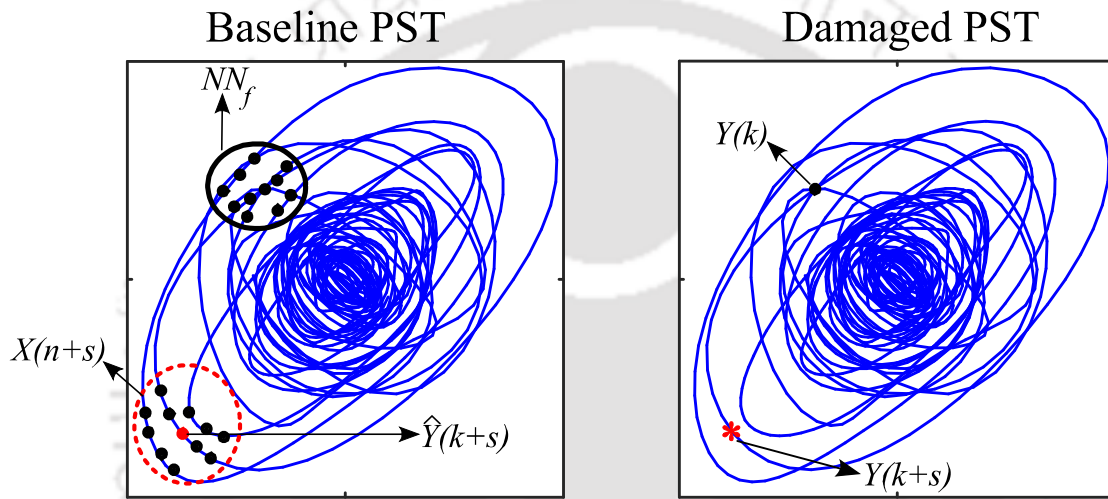 Baseline PST
Damaged PST
NN_f
Y(k)
X(n+s)
Ŷ(k+s)
Y(k+s)